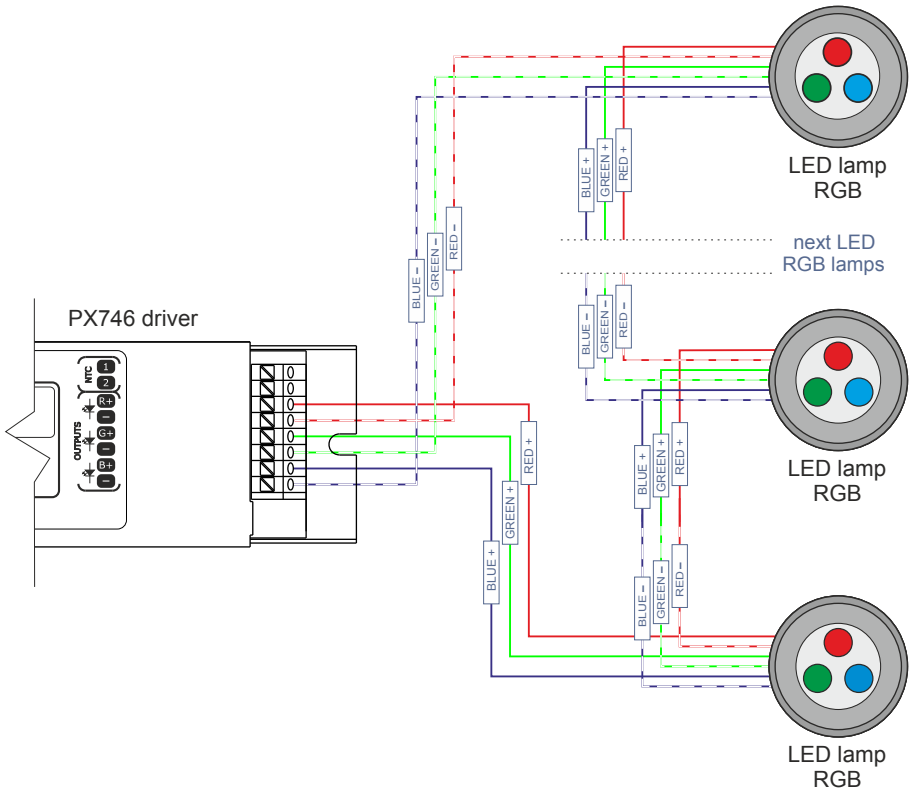 BLUE +
GREEN +
RED +
LED lamp
RGB
next LED
RGB lamps
BLUE –
GREEN –
RED –
BLUE –
GREEN –
RED –
PX746 driver
NTC
1
2
OUTPUTS
R+
–
G+
–
B+
–
LED lamp
RGB
RED +
GREEN +
BLUE +
BLUE +
GREEN +
RED +
BLUE –
GREEN –
RED –
LED lamp
RGB